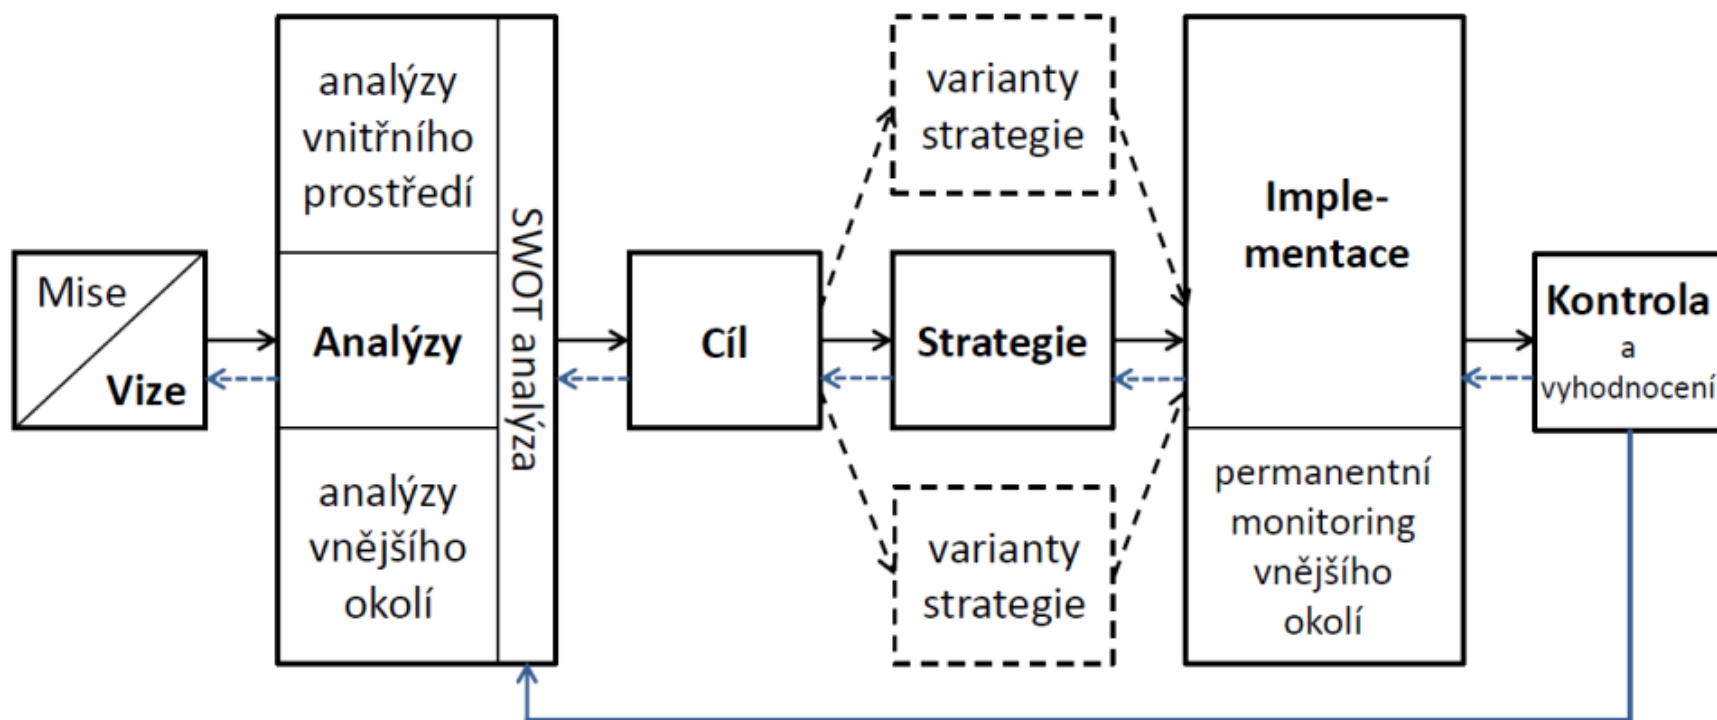 Mise
Vize
analýzy
vnitřního
prostředí
Analýzy
analýzy
vnějšího
okolí
SWOT analýza
Cíl
varianty
strategie
Strategie
varianty
strategie
Imple-
mentace
permanentní
monitoring
vnějšího
okolí
Kontrola
a
vyhodnocení